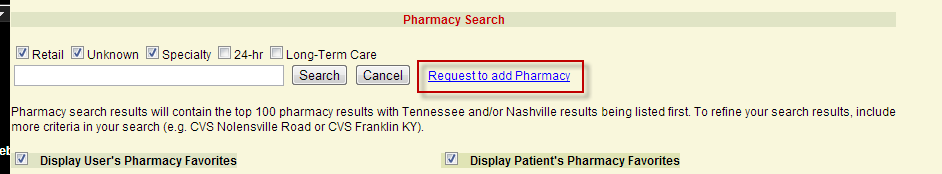 Pharmacy Search
Retail Unknown Specialty 24-hr Long-Term Care
Search Cancel Request to add Pharmacy
Pharmacy search results will contain the top 100 pharmacy results with Tennessee and/or Nashville results being listed first. To refine your search results, include
more criteria in your search (e.g. CVS Nolensville Road or CVS Franklin KY).
Display User's Pharmacy Favorites Display Patient's Pharmacy Favorites